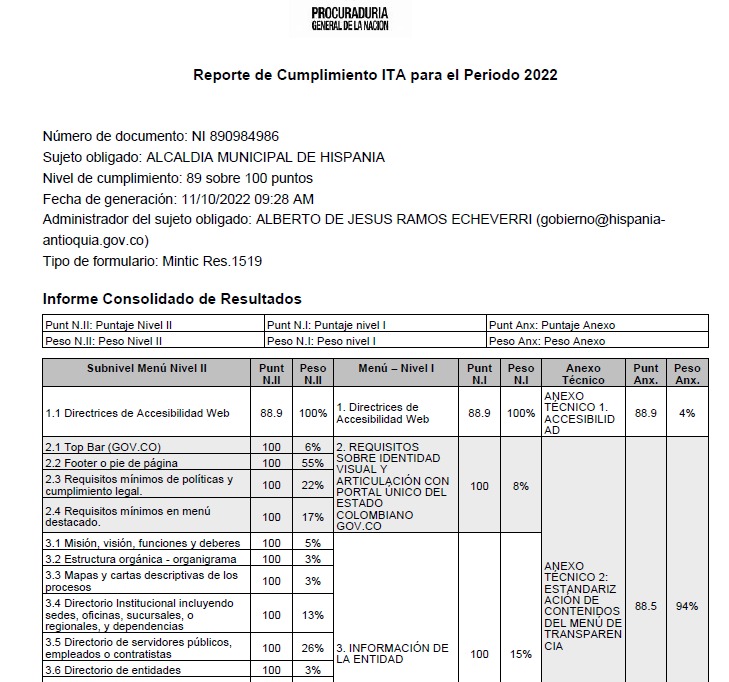 PROCURADURIA
GENERAL DE LA NACION
Reporte de Cumplimiento ITA para el Periodo 2022
Número de documento: NI 890984986
Sujeto obligado: ALCALDIA MUNICIPAL DE HISPANIA
Nivel de cumplimiento: 89 sobre 100 puntos
Fecha de generación: 11/10/2022 09:28 AM
Administrador del sujeto obligado: ALBERTO DE JESUS RAMOS ECHEVERRI (gobierno@hispania-
antioquia.gov.co)
Tipo de formulario: Mintic Res.1519
Informe Consolidado de Resultados
Punt N.II: Puntaje Nivel II Punt N.I: Puntaje nivel I Punt Anx: Puntaje Anexo
Peso N.II: Peso Nivel II Peso N.I: Peso nivel I Peso Anx: Peso Anexo
Subnivel Menú Nivel II
Punt
N.II
Peso
N.II
Menú – Nivel I
Punt
N.I
Peso
N.I
Anexo
Técnico
Punt
Anx.
Peso
Anx.
1.1 Directrices de Accesibilidad Web 88.9 100%
1. Directrices de
Accesibilidad Web
88.9 100%
ANEXO
TÉCNICO 1.
ACCESIBILID
AD
88.9 4%
2.1 Top Bar (GOV.CO) 100 6%
2.2 Footer o pie de página 100 55%
2.3 Requisitos mínimos de políticas y
cumplimiento legal.
100 22%
2.4 Requisitos mínimos en menú
destacado.
100 17%
2. REQUISITOS
SOBRE IDENTIDAD
VISUAL Y
ARTICULACIÓN CON
PORTAL ÚNICO DEL
ESTADO
COLOMBIANO
GOV.CO
100 8%
3.1 Misión, visión, funciones y deberes 100 5%
3.2 Estructura orgánica - organigrama 100 3%
3.3 Mapas y cartas descriptivas de los
procesos
100 3%
3.4 Directorio Institucional incluyendo
sedes, oficinas, sucursales, o
regionales, y dependencias
100 13%
3.5 Directorio de servidores públicos,
empleados o contratistas
100 26%
3.6 Directorio de entidades 100 3%
3. INFORMACIÓN DE
LA ENTIDAD
100 15%
ANEXO
TÉCNICO 2:
ESTANDARIZ
ACIÓN DE
CONTENIDOS
DEL MENÚ DE
TRANSPAREN
CIA
88.5 94%